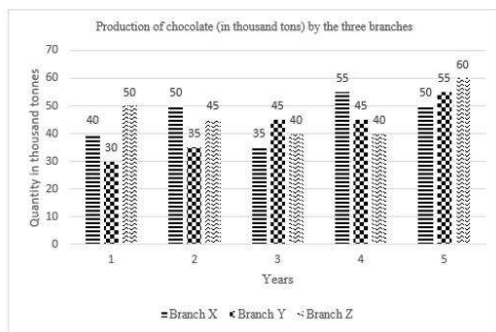 Production of chocolate (in thousand tons) by the three branches
Quantity in thousand tonnes
70
60
50
40
30
20
10
0
40 30 50
50 35 45
35 45 40
55 45 40
50 55 60
1 2 3 4 5
Years
Branch X Branch Y Branch Z